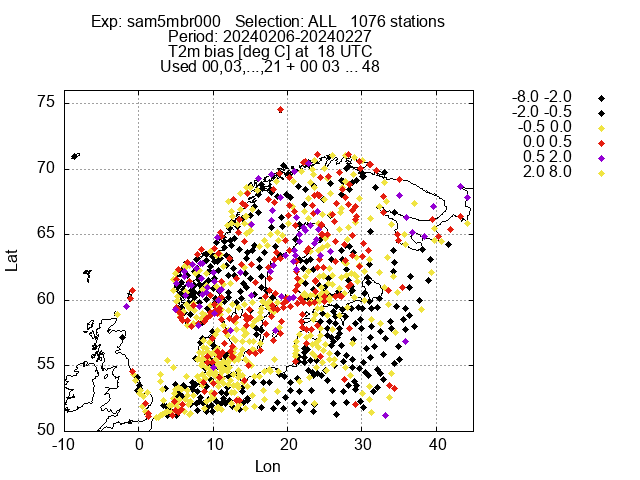 Exp: sam5mbr000 Selection: ALL 1076 stations
Period: 20240206-20240227
T2m bias [deg C] at 18 UTC
Used 00,03,...,21 + 00 03 ... 48
-8.0 -2.0
-2.0 -0.5
-0.5 0.0
0.0 0.5
0.5 2.0
2.0 8.0
75
70
65
60
55
50
Lat
-10 0 10 20 30 40
Lon